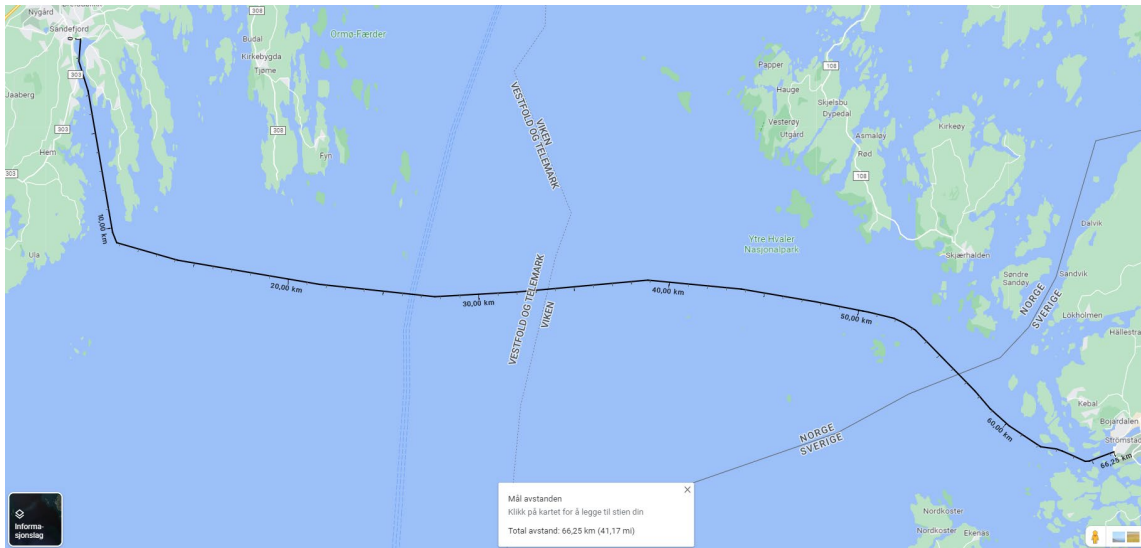 Nygård
Sandefjord
308
Budal
Kirkebygda
Tjøme
Ormø-Færder
303
Jaaberg
303
Hem
303
308
Fyn
Ula
VIKEN
VESTFOLD OG TELEMARK
108
Papper
Hauge
Skjelsbu
Dypedal
Vesterøy
Utgård
Asmaløy
Kirkeøy
Rød
108
Ytre Hvaler
Nasjonalpark
Skjærhalden
Dalvik
Søndre
Sandøy
Sandvik
NORGE
SVERIGE
Lökholmen
Hällestra
10,00 km
20,00 km
30,00 km
40,00 km
50,00 km
VESTFOLD OG TELEMARK
VIKEN
Kebal
Bojardalen
Strömstad
60,00 km
66,25 km
NORGE
SVERIGE
Nordkoster
Nordkoster
Ekenäs
Mål avstanden
Klikk på kartet for å legge til stien din
Total avstand: 66,25 km (41,17 mi)
Informa-
sjonslag